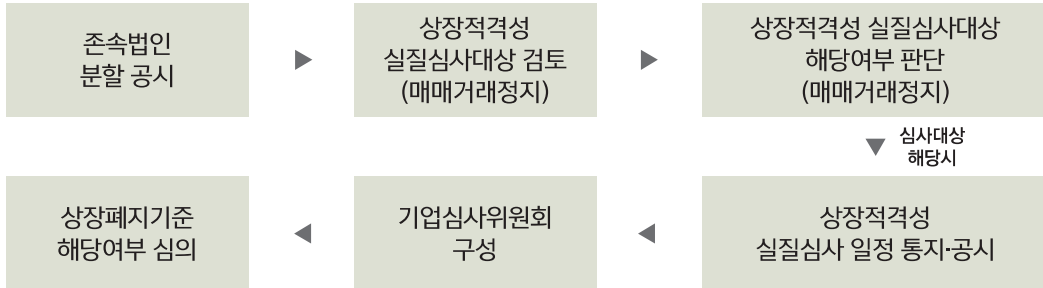 존속법인
분할 공시
상장적격성
실질심사대상 검토
(매매거래정지)
상장적격성 실질심사대상
해당여부 판단
(매매거래정지)
심사대상
해당시
상장적격성
실질심사 일정 통지·공시
기업심사위원회
구성
상장폐지기준
해당여부 심의